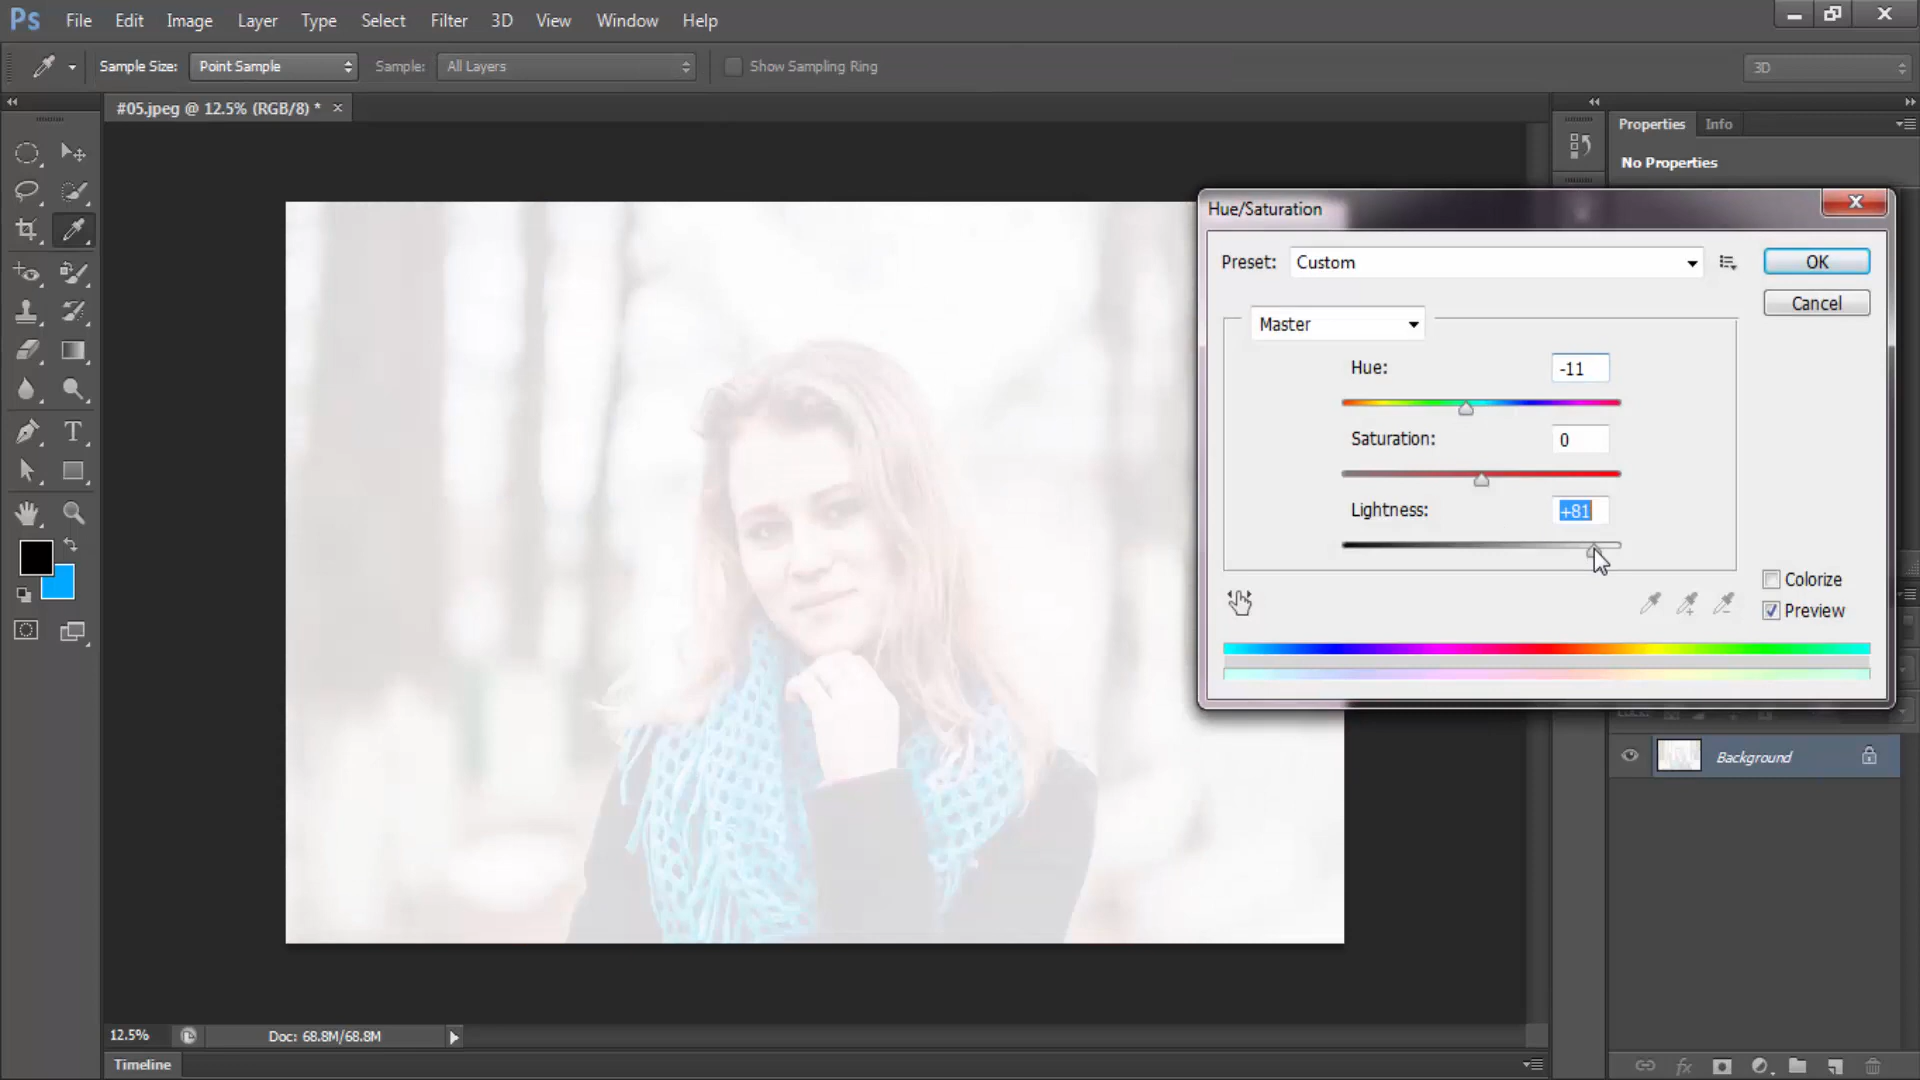 Ps File Edit Image Layer Type Select Filter 3D View Window Help
Sample Size: Point Sample Sample: All Layers Show Sampling Ring 3D
#05.jpeg @ 12.5% (RGB/8) * ×
Properties Info
No Properties
Hue/Saturation
Preset: Custom OK
Cancel
Master
Hue: -11
Saturation: 0
Lightness: +81
Colorize
Preview
T
Background
12.5% Doc: 68.8M/68.8M
Timeline fx